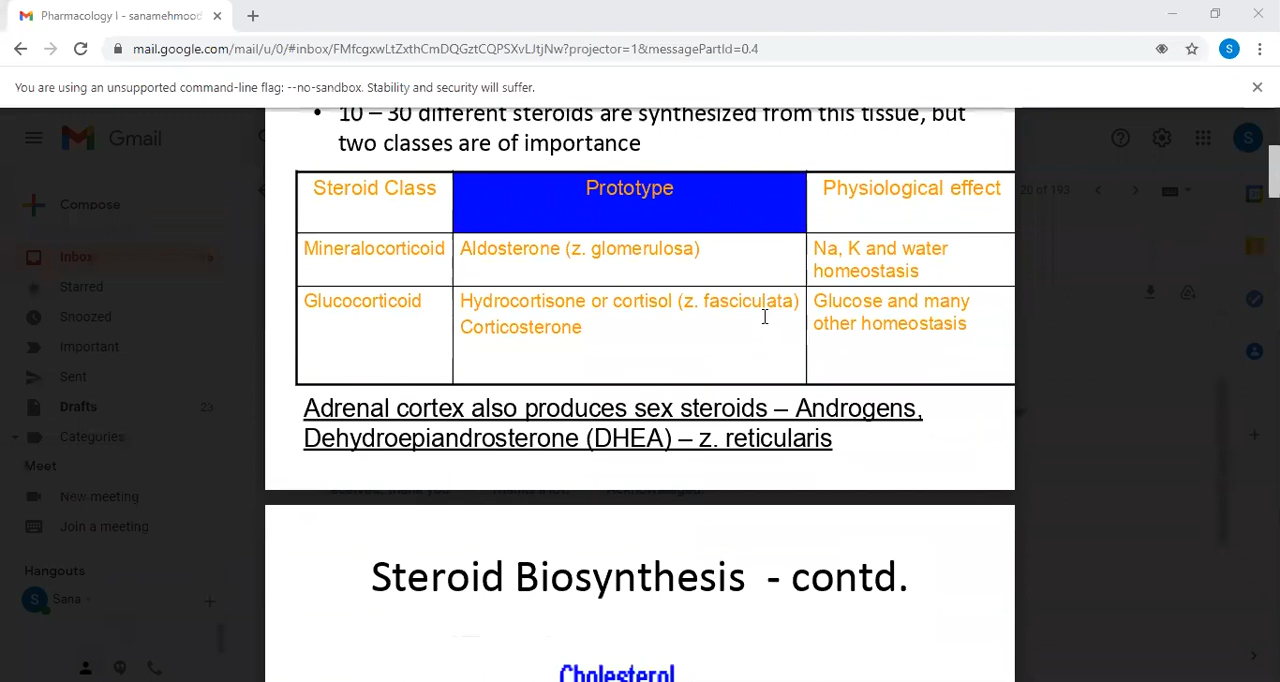 Pharmacology I - sanamehmood
mail.google.com/mail/u/0/#inbox/FMfcgxwLtZxthCmDQGztCQPSXvLJtjNw?projector=1&messagePartId=0.4
S
You are using an unsupported command-line flag: --no-sandbox. Stability and security will suffer.
• 10 – 30 different steroids are synthesized from this tissue, but
two classes are of importance
Gmail
S
Compose
20 of 193
Inbox
Starred
Snoozed
Important
Sent
Drafts 23
Categories
Meet
New meeting
Join a meeting
Hangouts
S Sana
Steroid Class Prototype Physiological effect
Mineralocorticoid Aldosterone (z. glomerulosa) Na, K and water
homeostasis
Glucocorticoid Hydrocortisone or cortisol (z. fasciculata) Glucose and many
Corticosterone other homeostasis
Adrenal cortex also produces sex steroids – Androgens,
Dehydroepiandrosterone (DHEA) – z. reticularis
Steroid Biosynthesis - contd.
Cholesterol